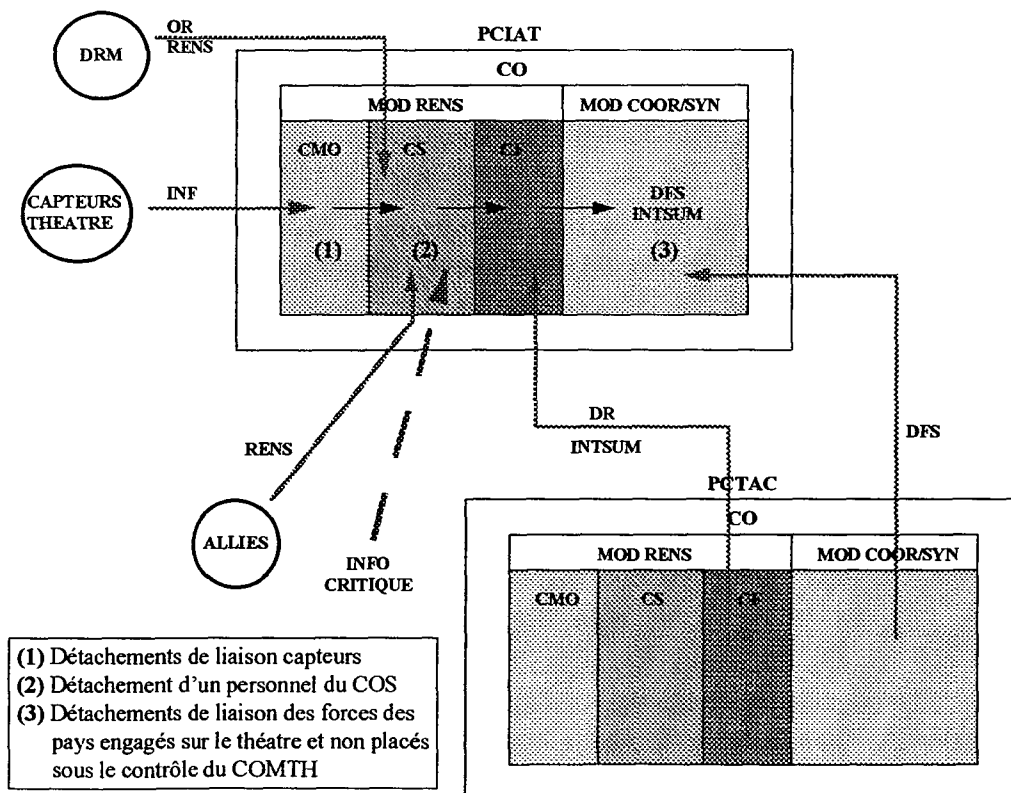 OR
RENS
DRM
PCIAT
CO
MOD RENS
MOD COOR/SYN
CMO
CS
CE
CAPTEURS
THEATRE
INF
DFS
INTSUM
(1)
(2)
(3)
RENS
DR
INTSUM
DFS
ALLIES
INFO
CRITIQUE
PCTAC
CO
MOD RENS
MOD COOR/SYN
CMO
CS
CE
(1) Détachements de liaison capteurs
(2) Détachement d'un personnel du COS
(3) Détachements de liaison des forces des
pays engagés sur le théatre et non placés
sous le contrôle du COMTH